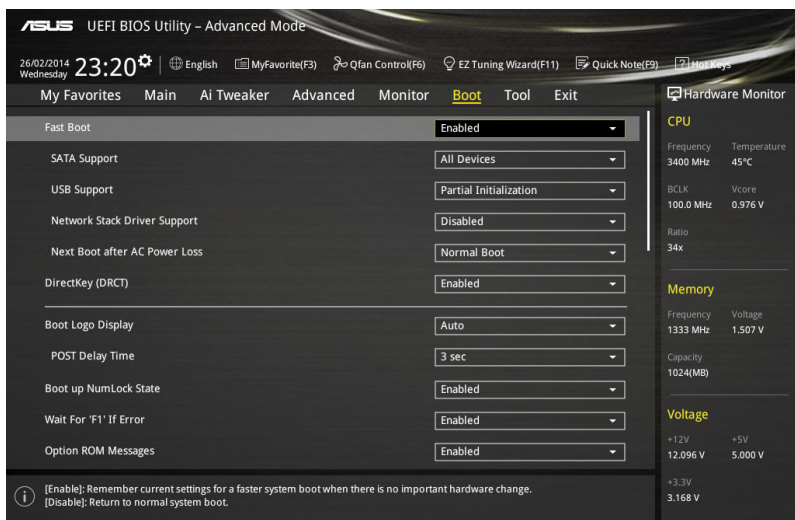 ASUS UEFI BIOS Utility – Advanced Mode
26/02/2014
Wednesday
23:20
English
MyFavorite(F3)
Qfan Control(F6)
EZ Tuning Wizard(F11)
Quick Note(F9)
? Hot Keys
My Favorites Main Ai Tweaker Advanced Monitor Boot Tool Exit
Fast Boot Enabled
SATA Support All Devices
USB Support Partial Initialization
Network Stack Driver Support Disabled
Next Boot after AC Power Loss Normal Boot
DirectKey (DRCT) Enabled
Boot Logo Display Auto
POST Delay Time 3 sec
Boot up NumLock State Enabled
Wait For 'F1' If Error Enabled
Option ROM Messages Enabled
[Enable]: Remember current settings for a faster system boot when there is no important hardware change.
[Disable]: Return to normal system boot.
Hardware Monitor
CPU
Frequency Temperature
3400 MHz 45°C
BCLK Vcore
100.0 MHz 0.976 V
Ratio
34x
Memory
Frequency Voltage
1333 MHz 1.507 V
Capacity
1024(MB)
Voltage
+12V +5V
12.096 V 5.000 V
+3.3V
3.168 V